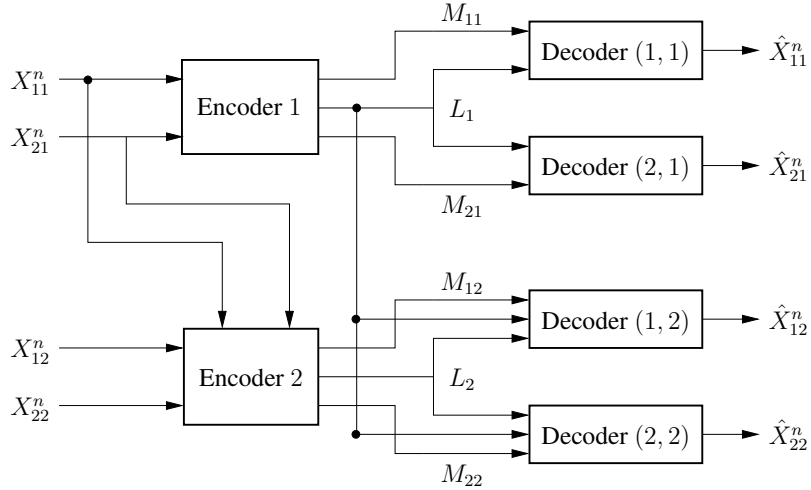 M₁₁
Decoder (1, 1)
X̂ⁿ₁₁
Xⁿ₁₁
Encoder 1
L₁
Xⁿ₂₁
Decoder (2, 1)
X̂ⁿ₂₁
M₂₁
M₁₂
Decoder (1, 2)
X̂ⁿ₁₂
Xⁿ₁₂
Encoder 2
L₂
Xⁿ₂₂
Decoder (2, 2)
X̂ⁿ₂₂
M₂₂